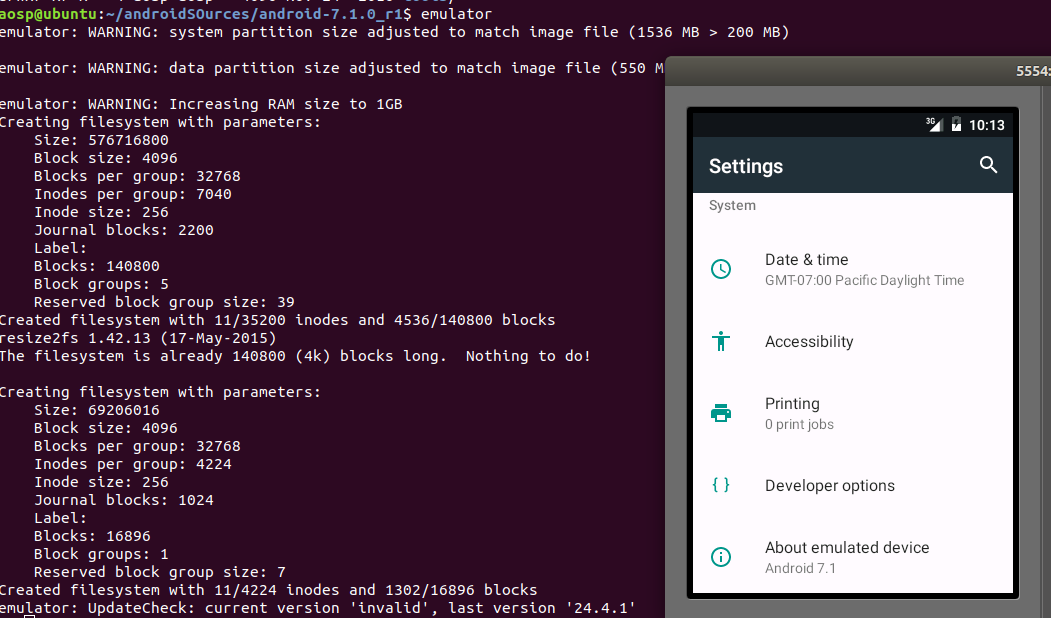 aosp@ubuntu:~/androidSOurces/android-7.1.0_r1$ emulator
emulator: WARNING: system partition size adjusted to match image file (1536 MB > 200 MB)
emulator: WARNING: data partition size adjusted to match image file (550 M
emulator: WARNING: Increasing RAM size to 1GB
Creating filesystem with parameters:
Size: 576716800
Block size: 4096
Blocks per group: 32768
Inodes per group: 7040
Inode size: 256
Journal blocks: 2200
Label:
Blocks: 140800
Block groups: 5
Reserved block group size: 39
Created filesystem with 11/35200 inodes and 4536/140800 blocks
resize2fs 1.42.13 (17-May-2015)
The filesystem is already 140800 (4k) blocks long.  Nothing to do!
Creating filesystem with parameters:
Size: 69206016
Block size: 4096
Blocks per group: 32768
Inodes per group: 4224
Inode size: 256
Journal blocks: 1024
Label:
Blocks: 16896
Block groups: 1
Reserved block group size: 7
Created filesystem with 11/4224 inodes and 1302/16896 blocks
emulator: UpdateCheck: current version 'invalid', last version '24.4.1'
5554:
3G 10:13
Settings
System
Date & time
GMT-07:00 Pacific Daylight Time
Accessibility
Printing
0 print jobs
Developer options
About emulated device
Android 7.1